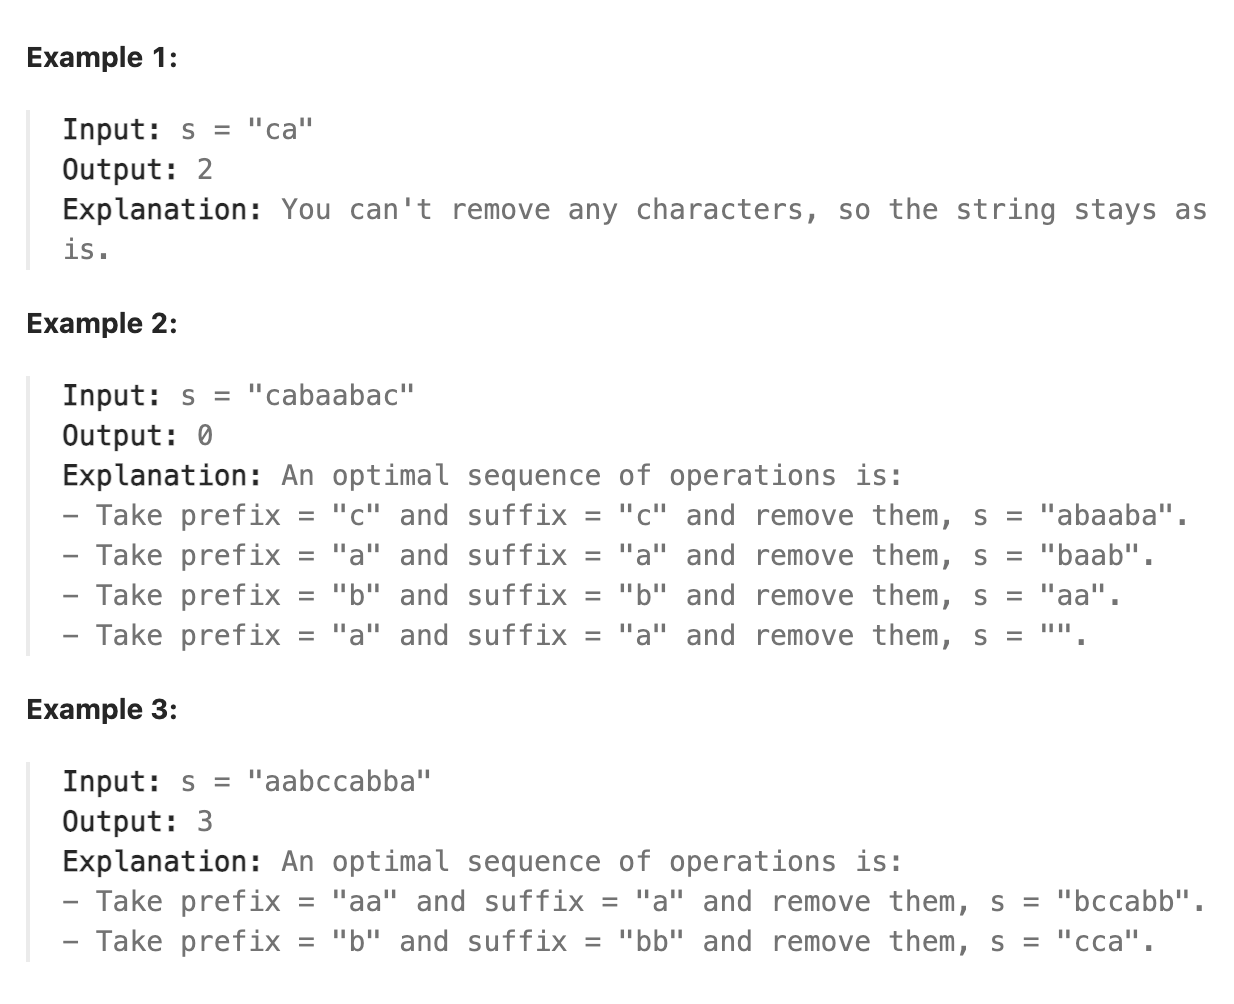 Example 1:
Input: s = "ca"
Output: 2
Explanation: You can't remove any characters, so the string stays as
is.
Example 2:
Input: s = "cabaabac"
Output: 0
Explanation: An optimal sequence of operations is:
- Take prefix = "c" and suffix = "c" and remove them, s = "abaaba".
- Take prefix = "a" and suffix = "a" and remove them, s = "baab".
- Take prefix = "b" and suffix = "b" and remove them, s = "aa".
- Take prefix = "a" and suffix = "a" and remove them, s = "".
Example 3:
Input: s = "aabccabba"
Output: 3
Explanation: An optimal sequence of operations is:
- Take prefix = "aa" and suffix = "a" and remove them, s = "bccabb".
- Take prefix = "b" and suffix = "bb" and remove them, s = "cca".